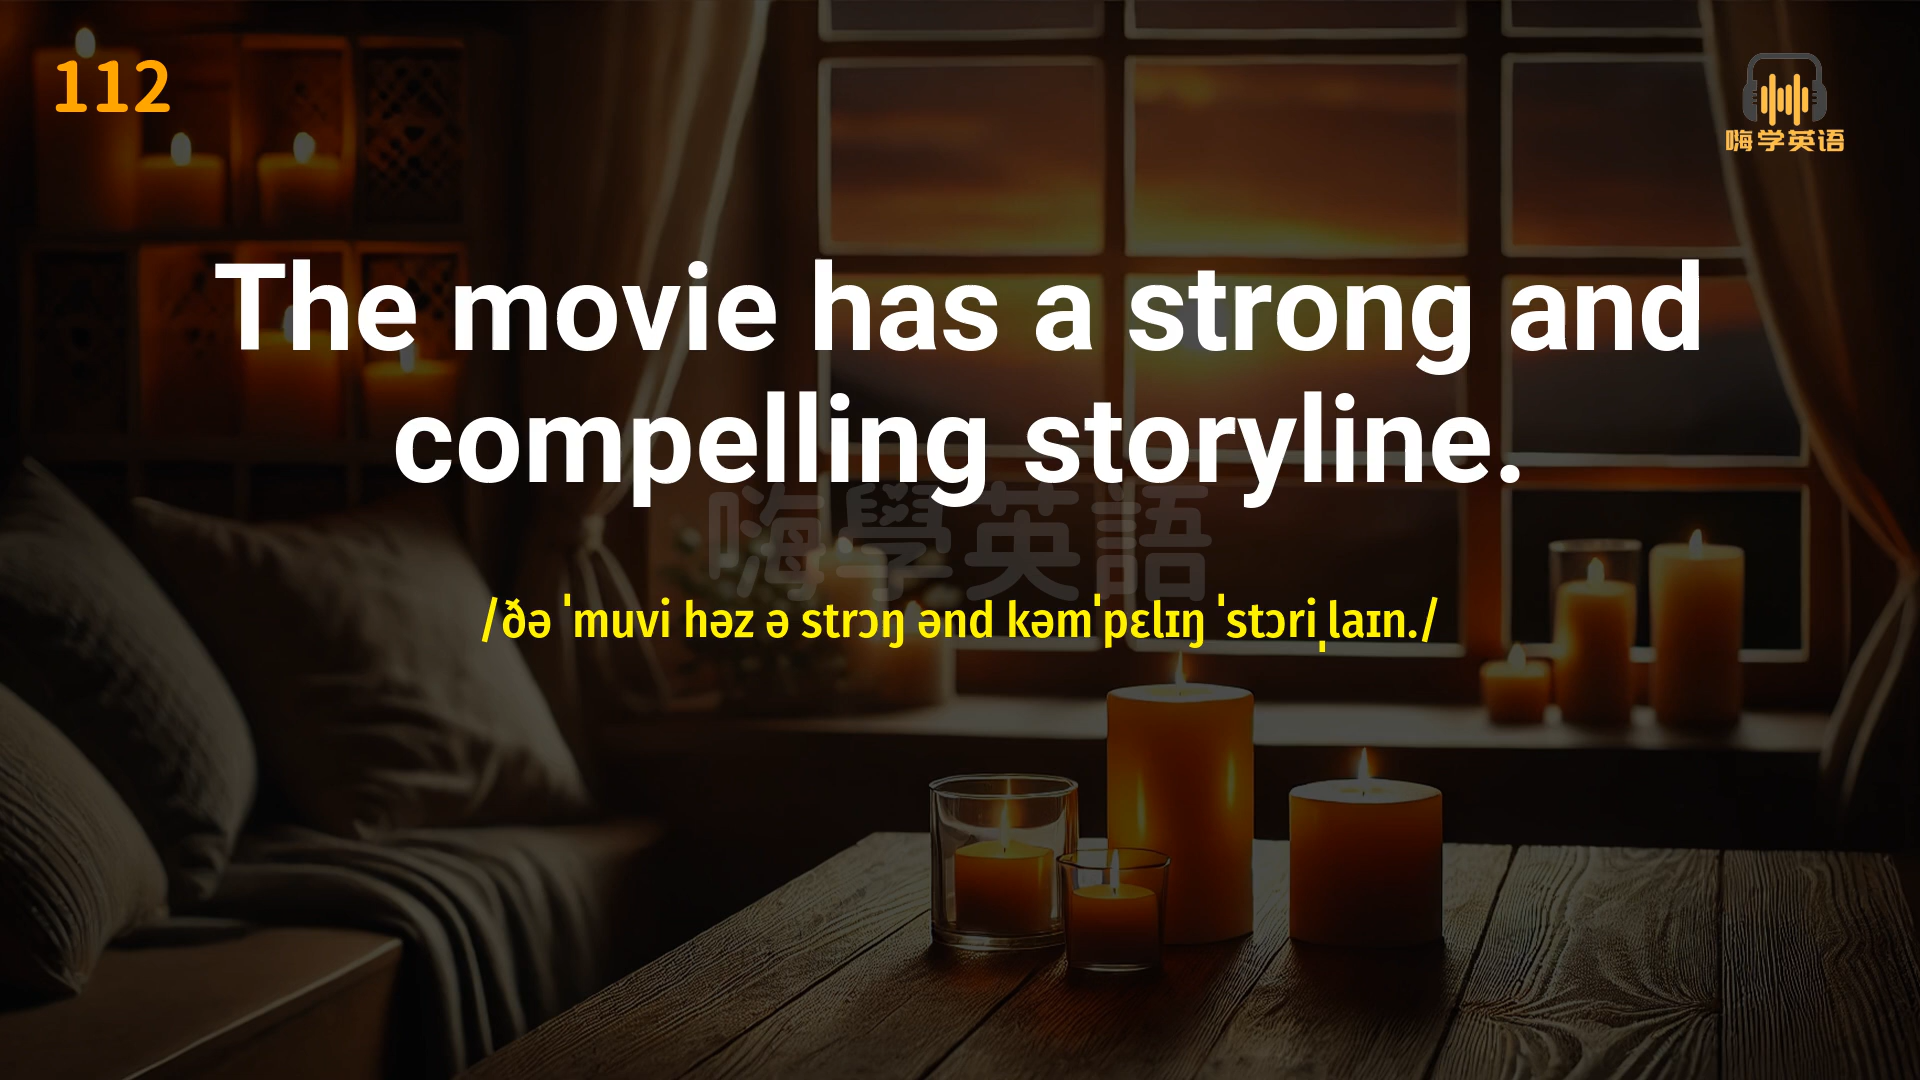 112
嗨学英语
The movie has a strong and
compelling storyline.
嗨學英語
/ðə ˈmuvi həz ə strɔŋ ənd kəmˈpɛlɪŋ ˈstɔriˌlaɪn./